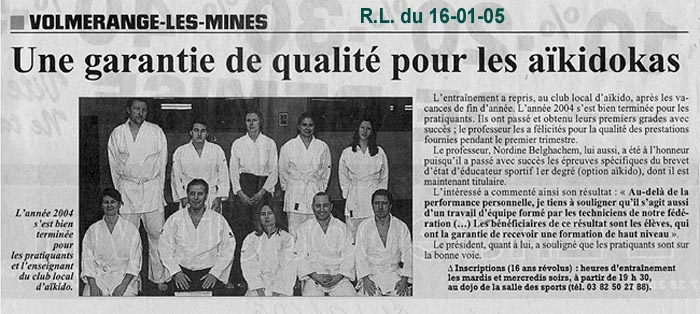 VOLMERANGE-LES-MINES
R.L. du 16-01-05
Une garantie de qualité pour les aïkidokas
L'année 2004
s'est bien
terminée
pour
les pratiquants
et l'enseignant
du club local
d'aïkido.
L'entraînement a repris, au club local d'aïkido, après les va-
cances de fin d'année. L'année 2004 s'est bien terminée pour les
pratiquants. Ils ont passé et obtenu leurs premiers grades avec
succès ; le professeur les a félicités pour la qualité des prestations
fournies pendant le premier trimestre.
Le professeur, Nordine Belghachem, lui aussi, a été à l'honneur
puisqu'il a passé avec succès les épreuves spécifiques du brevet
d'état d'éducateur sportif 1er degré (option aïkido), dont il est
maintenant titulaire.
L'intéressé a commenté ainsi son résultat : « Au-delà de la
performance personnelle, je tiens à souligner qu'il s'agit aussi
d'un travail d'équipe formé par les techniciens de notre fédé-
ration (...) Les bénéficiaires de ce résultat sont les élèves, qui
ont la garantie de recevoir une formation de haut niveau ».
Le président, quant à lui, a souligné que les pratiquants sont sur
la bonne voie.
Δ Inscriptions (16 ans révolus) : heures d'entraînement
les mardis et mercredis soirs, à partir de 19 h 30,
au dojo de la salle des sports (tél. 03 82 50 27 88).